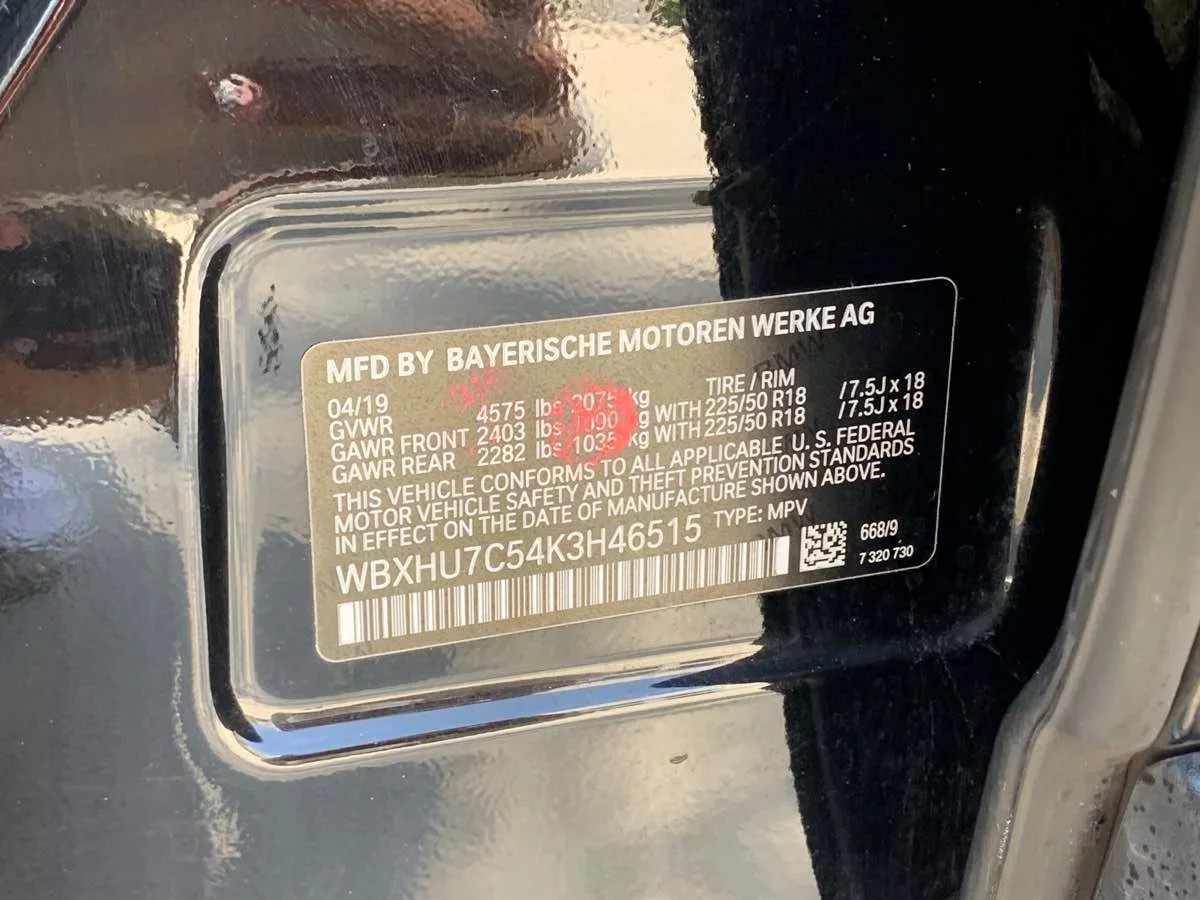 MFD BY BAYERISCHE MOTOREN WERKE AG
04/19 TIRE / RIM
GVWR 4575 lbs 2075 kg
GAWR FRONT 2403 lbs 1090 kg WITH 225/50 R18 /7.5J x 18
GAWR REAR 2282 lbs 1035 kg WITH 225/50 R18 /7.5J x 18
THIS VEHICLE CONFORMS TO ALL APPLICABLE U. S. FEDERAL
MOTOR VEHICLE SAFETY AND THEFT PREVENTION STANDARDS
IN EFFECT ON THE DATE OF MANUFACTURE SHOWN ABOVE.
WBXHU7C54K3H46515 TYPE: MPV
668/9
7 320 730